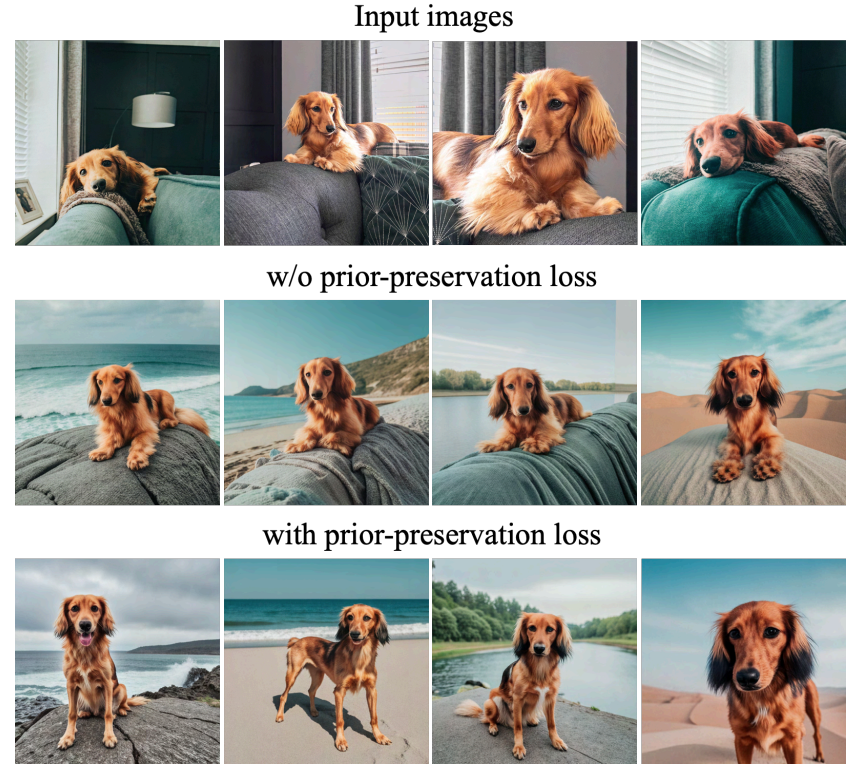 Input images
w/o prior-preservation loss
with prior-preservation loss